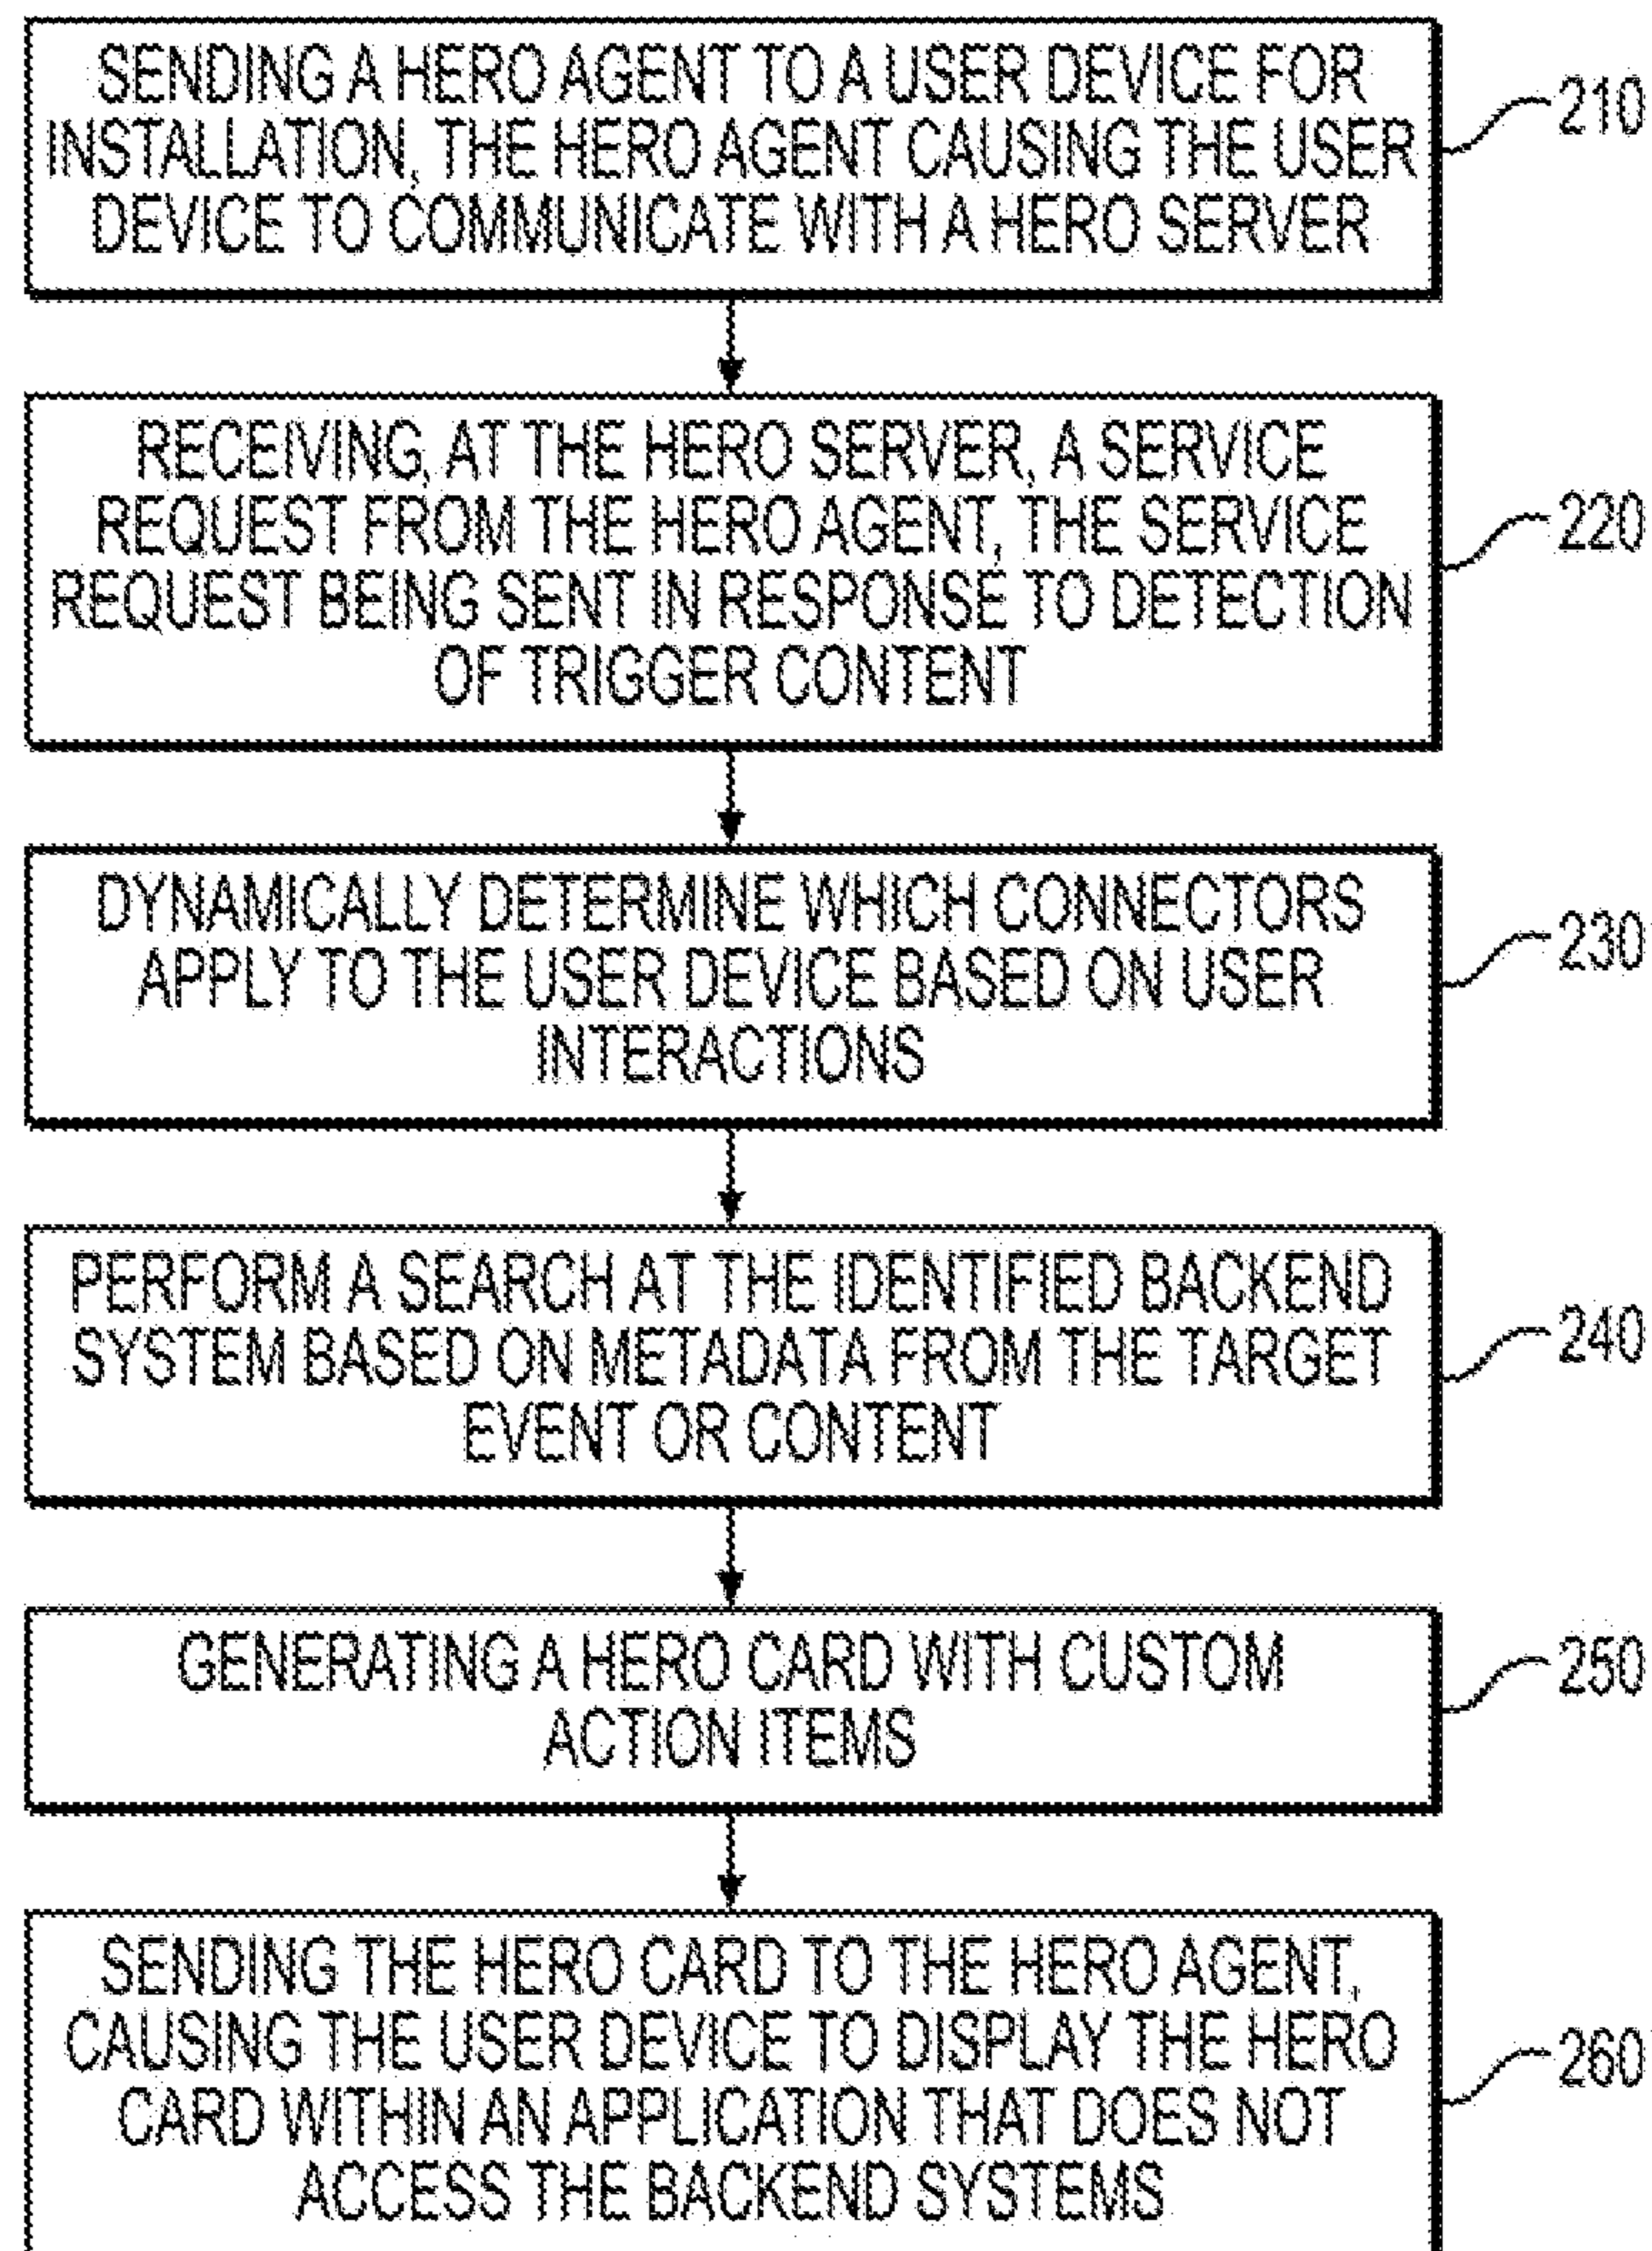 SENDING A HERO AGENT TO A USER DEVICE FOR
INSTALLATION, THE HERO AGENT CAUSING THE USER
DEVICE TO COMMUNICATE WITH A HERO SERVER
210
RECEIVING, AT THE HERO SERVER, A SERVICE
REQUEST FROM THE HERO AGENT, THE SERVICE
REQUEST BEING SENT IN RESPONSE TO DETECTION
OF TRIGGER CONTENT
220
DYNAMICALLY DETERMINE WHICH CONNECTORS
APPLY TO THE USER DEVICE BASED ON USER
INTERACTIONS
230
PERFORM A SEARCH AT THE IDENTIFIED BACKEND
SYSTEM BASED ON METADATA FROM THE TARGET
EVENT OR CONTENT
240
GENERATING A HERO CARD WITH CUSTOM
ACTION ITEMS
250
SENDING THE HERO CARD TO THE HERO AGENT,
CAUSING THE USER DEVICE TO DISPLAY THE HERO
CARD WITHIN AN APPLICATION THAT DOES NOT
ACCESS THE BACKEND SYSTEMS
260